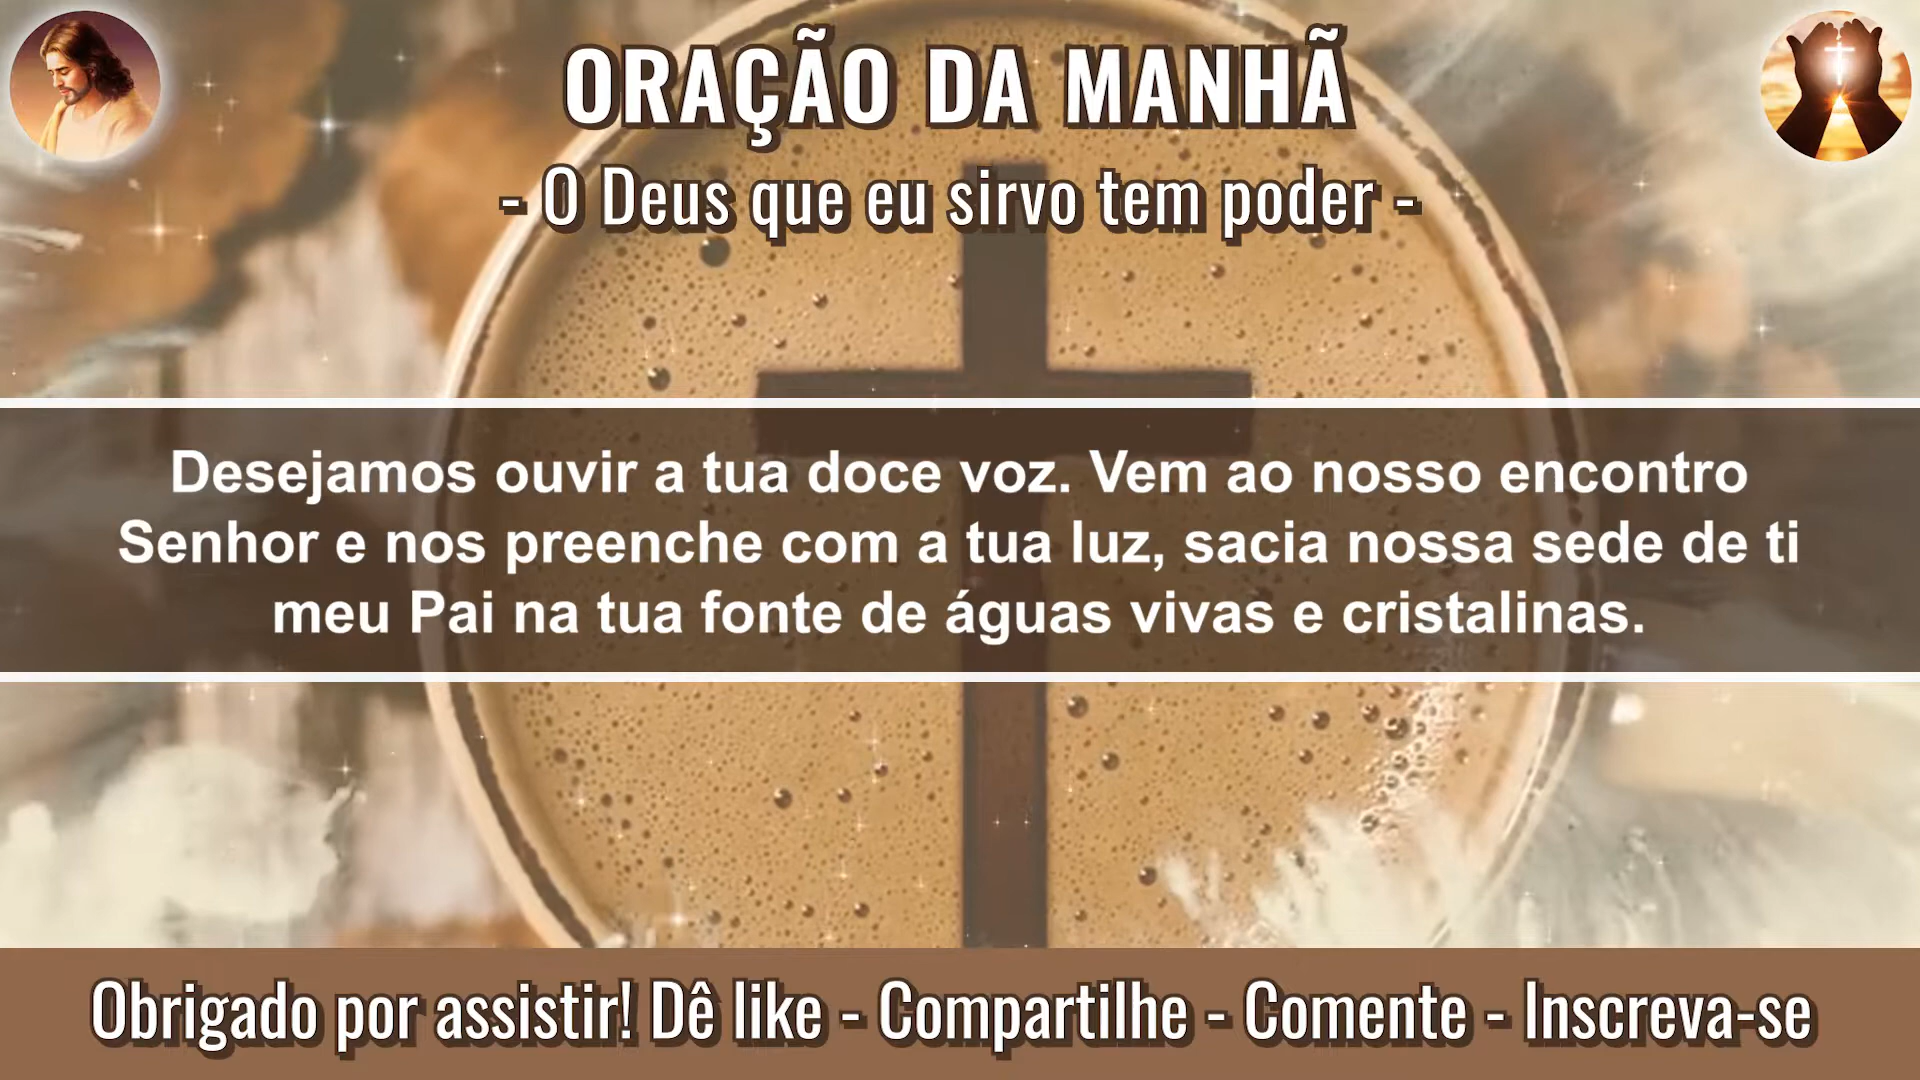 ORAÇÃO DA MANHÃ
- O Deus que eu sirvo tem poder -
Desejamos ouvir a tua doce voz. Vem ao nosso encontro
Senhor e nos preenche com a tua luz, sacia nossa sede de ti
meu Pai na tua fonte de águas vivas e cristalinas.
Obrigado por assistir! Dê like - Compartilhe - Comente - Inscreva-se